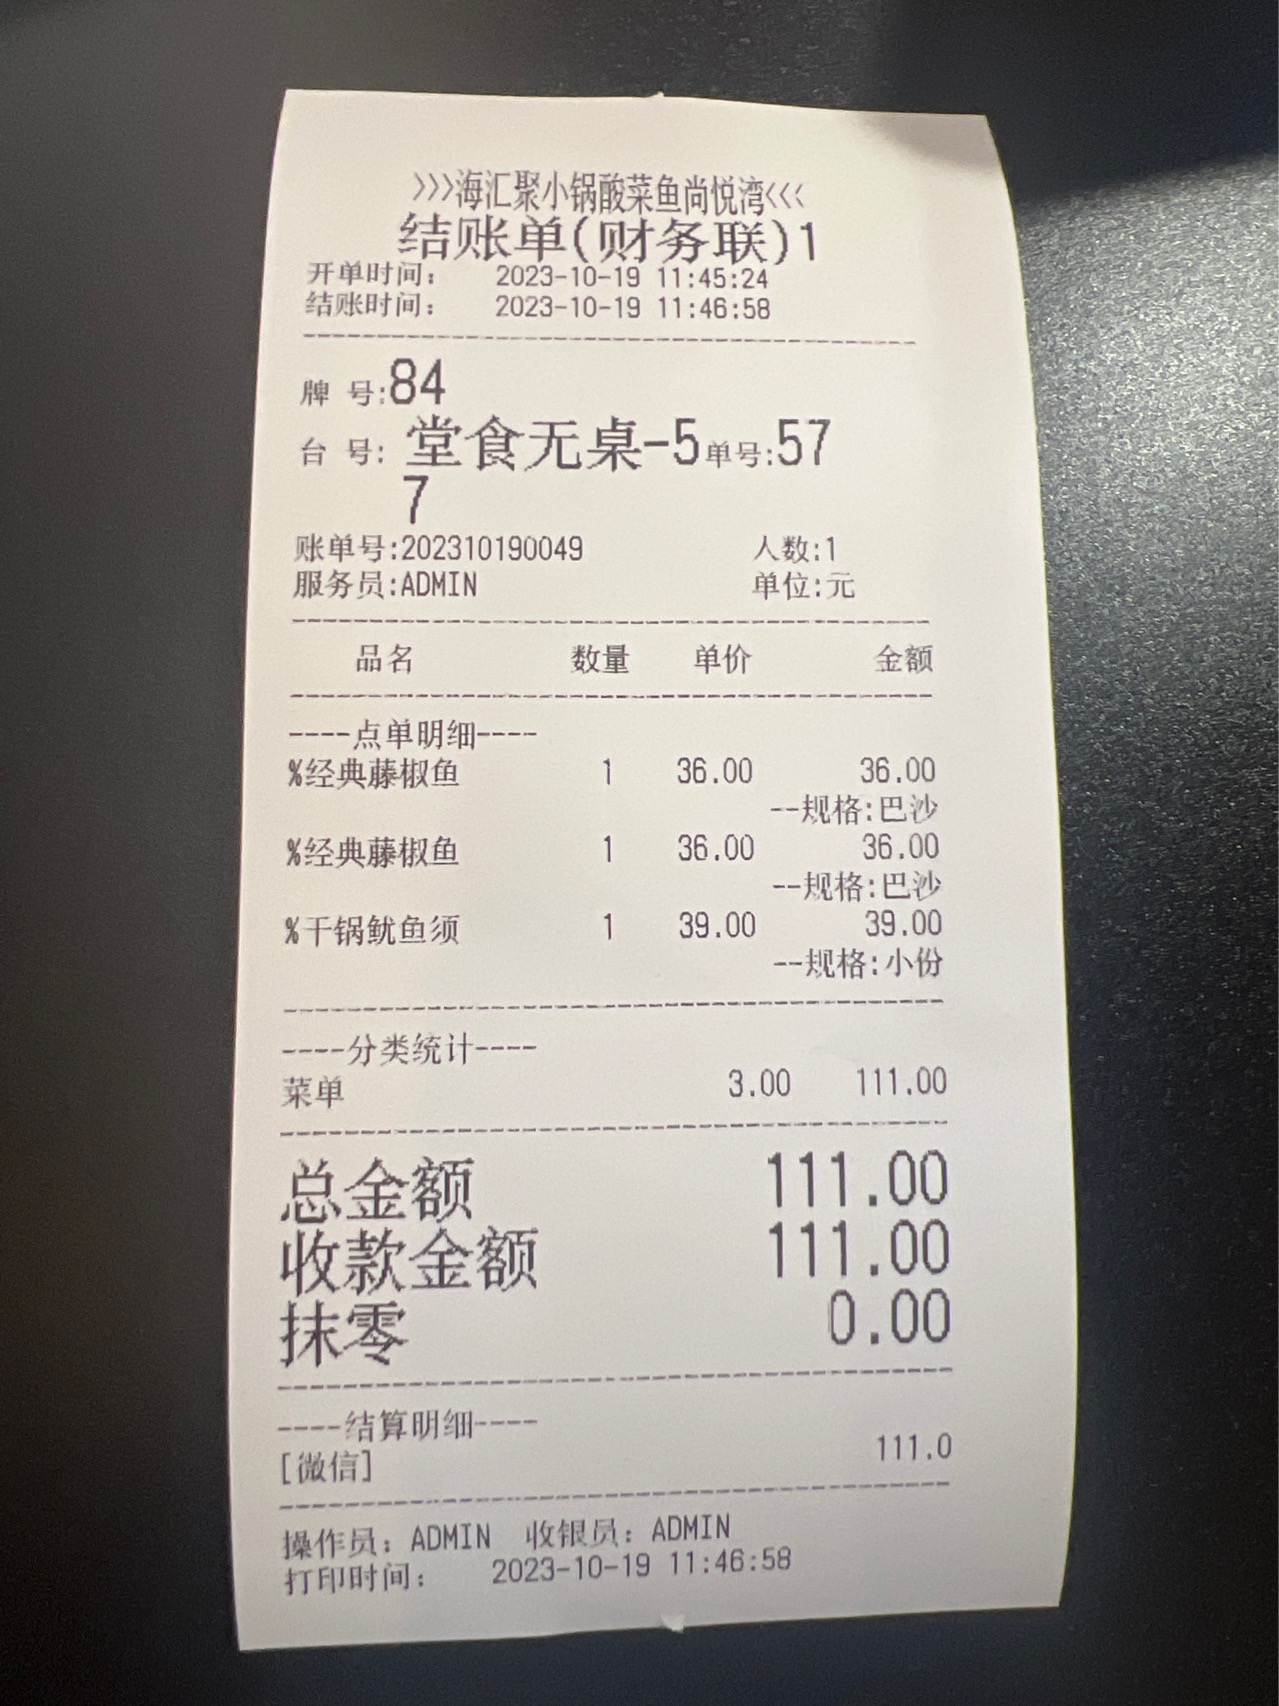 >>>海汇聚小锅酸菜鱼尚悦湾<<<
结账单(财务联)1
开单时间: 2023-10-19 11:45:24
结账时间: 2023-10-19 11:46:58
牌 号:84
台 号: 堂食无桌-5单号:57
7
账单号:202310190049 人数:1
服务员:ADMIN 单位:元
品名 数量 单价 金额
----点单明细----
%经典藤椒鱼 1 36.00 36.00
--规格:巴沙
%经典藤椒鱼 1 36.00 36.00
--规格:巴沙
%干锅鱿鱼须 1 39.00 39.00
--规格:小份
----分类统计----
菜单 3.00 111.00
总金额 111.00
收款金额 111.00
抹零 0.00
----结算明细----
[微信] 111.0
操作员: ADMIN 收银员: ADMIN
打印时间: 2023-10-19 11:46:58